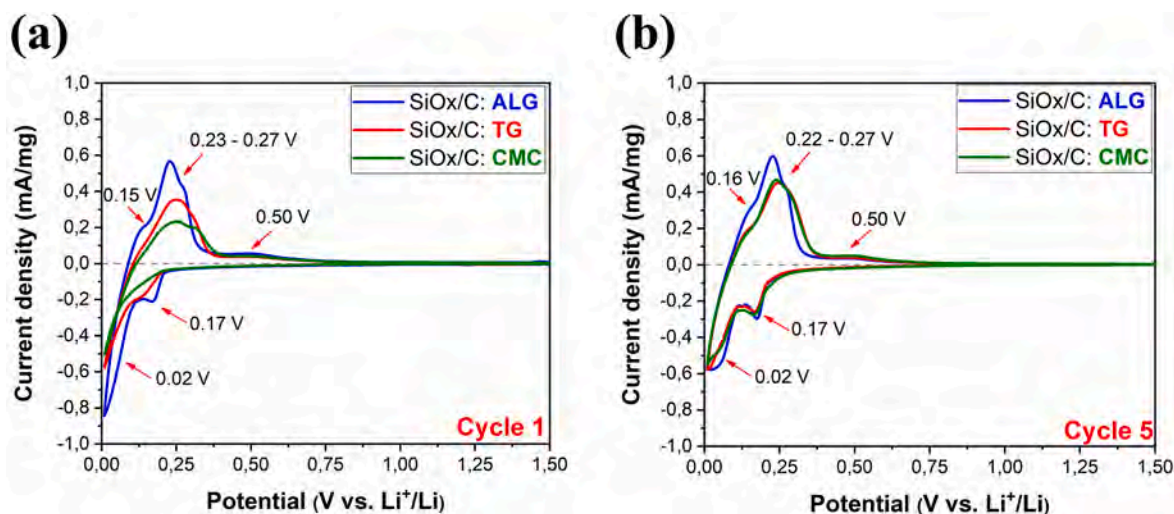 (a)
Current density (mA/mg)
1,0
0,8
0,6
0,4
0,2
0,0
-0,2
-0,4
-0,6
-0,8
-1,0
SiOx/C: ALG
SiOx/C: TG
SiOx/C: CMC
0.23 - 0.27 V
0.15 V
0.50 V
0.17 V
0.02 V
Cycle 1
0,00 0,25 0,50 0,75 1,00 1,25 1,50
Potential (V vs. Li⁺/Li)
(b)
Current density (mA/mg)
1,0
0,8
0,6
0,4
0,2
0,0
-0,2
-0,4
-0,6
-0,8
-1,0
SiOx/C: ALG
SiOx/C: TG
SiOx/C: CMC
0.22 - 0.27 V
0.16 V
0.50 V
0.17 V
0.02 V
Cycle 5
0,00 0,25 0,50 0,75 1,00 1,25 1,50
Potential (V vs. Li⁺/Li)